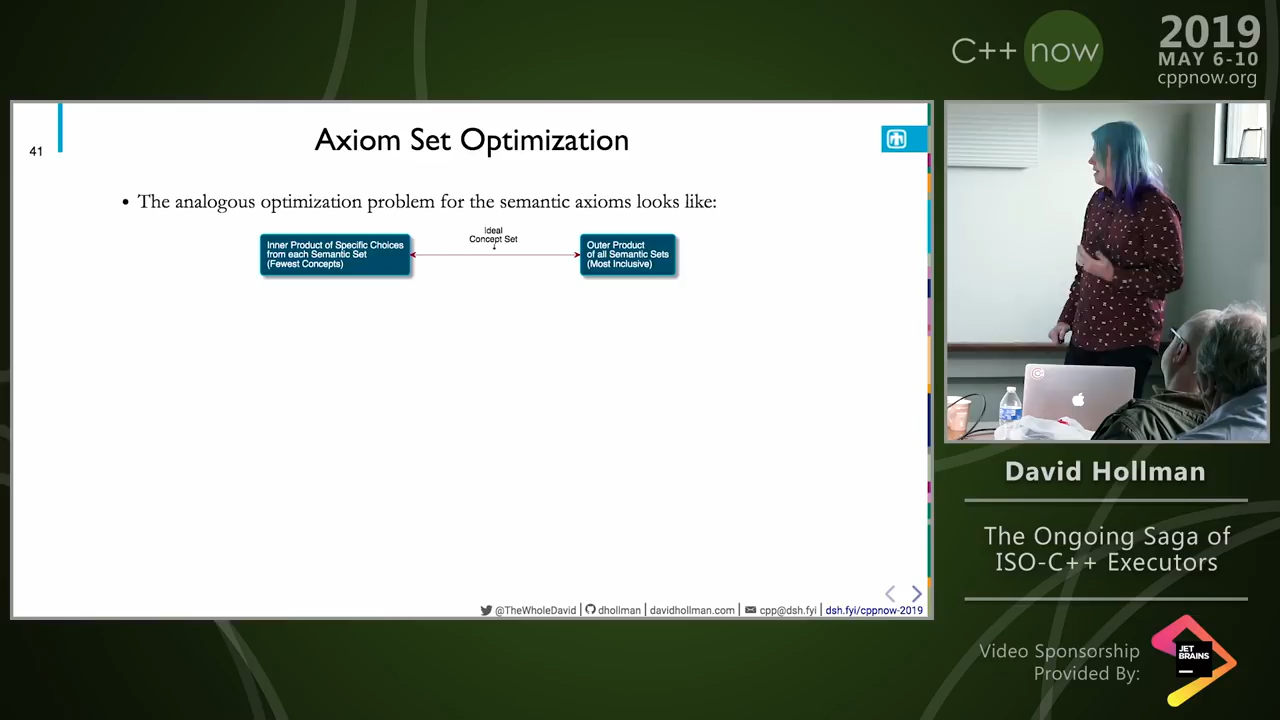 C++ now
2019
MAY 6-10
cppnow.org
41
Axiom Set Optimization
• The analogous optimization problem for the semantic axioms looks like:
Inner Product of Specific Choices
from each Semantic Set
(Fewest Concepts)
Ideal
Concept Set
Outer Product
of all Semantic Sets
(Most Inclusive)
@TheWholeDavid | dhollman | davidhollman.com | cpp@dsh.fyi | dsh.fyi/cppnow-2019
David Hollman
The Ongoing Saga of
ISO-C++ Executors
Video Sponsorship
Provided By:
JET
BRAINS